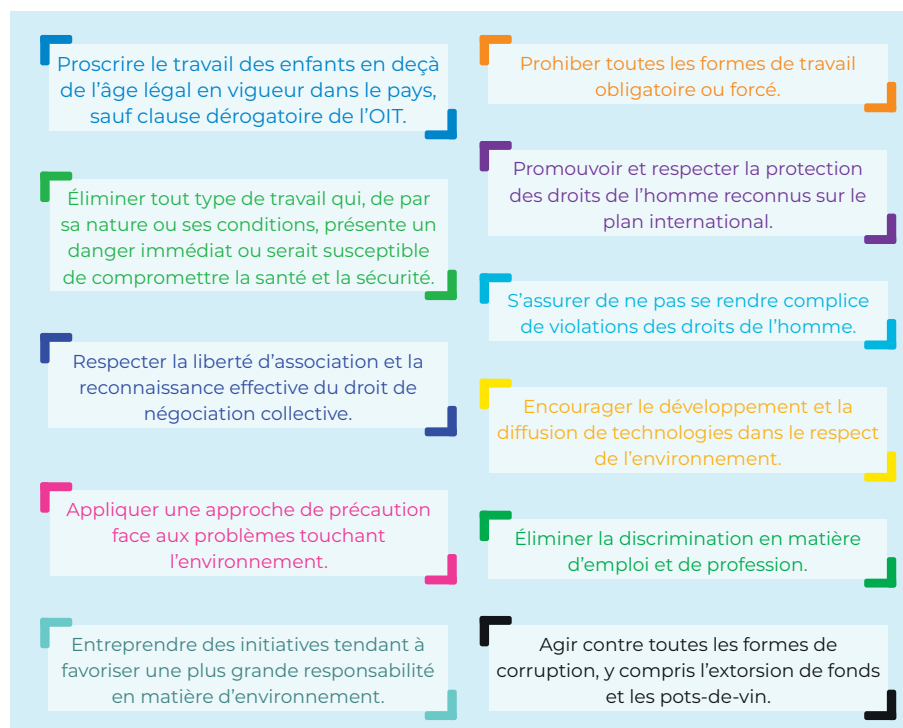 Proscrire le travail des enfants en deçà
de l'âge légal en vigueur dans le pays,
sauf clause dérogatoire de l'OIT.
Éliminer tout type de travail qui, de par
sa nature ou ses conditions, présente un
danger immédiat ou serait susceptible
de compromettre la santé et la sécurité.
Respecter la liberté d'association et la
reconnaissance effective du droit de
négociation collective.
Appliquer une approche de précaution
face aux problèmes touchant
l'environnement.
Entreprendre des initiatives tendant à
favoriser une plus grande responsabilité
en matière d'environnement.
Prohiber toutes les formes de travail
obligatoire ou forcé.
Promouvoir et respecter la protection
des droits de l'homme reconnus sur le
plan international.
S'assurer de ne pas se rendre complice
de violations des droits de l'homme.
Encourager le développement et la
diffusion de technologies dans le respect
de l'environnement.
Éliminer la discrimination en matière
d'emploi et de profession.
Agir contre toutes les formes de
corruption, y compris l'extorsion de fonds
et les pots-de-vin.